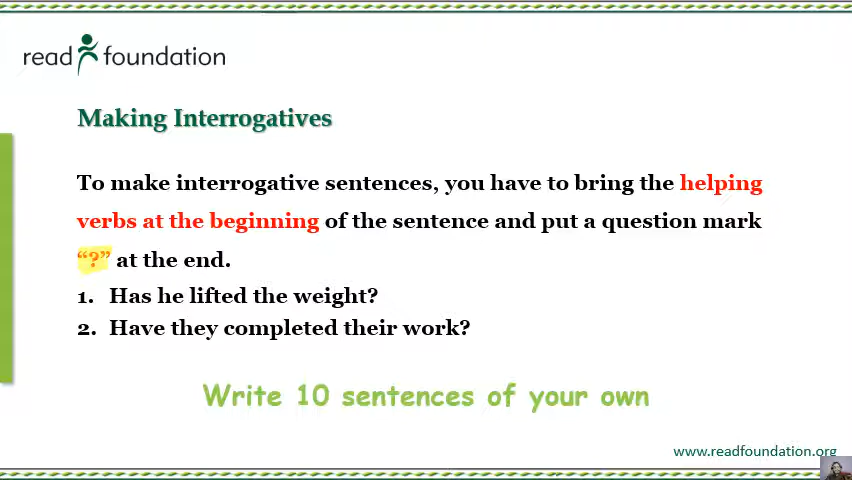 read foundation
Making Interrogatives
To make interrogative sentences, you have to bring the helping
verbs at the beginning of the sentence and put a question mark
“?” at the end.
1. Has he lifted the weight?
2. Have they completed their work?
Write 10 sentences of your own
www.readfoundation.org